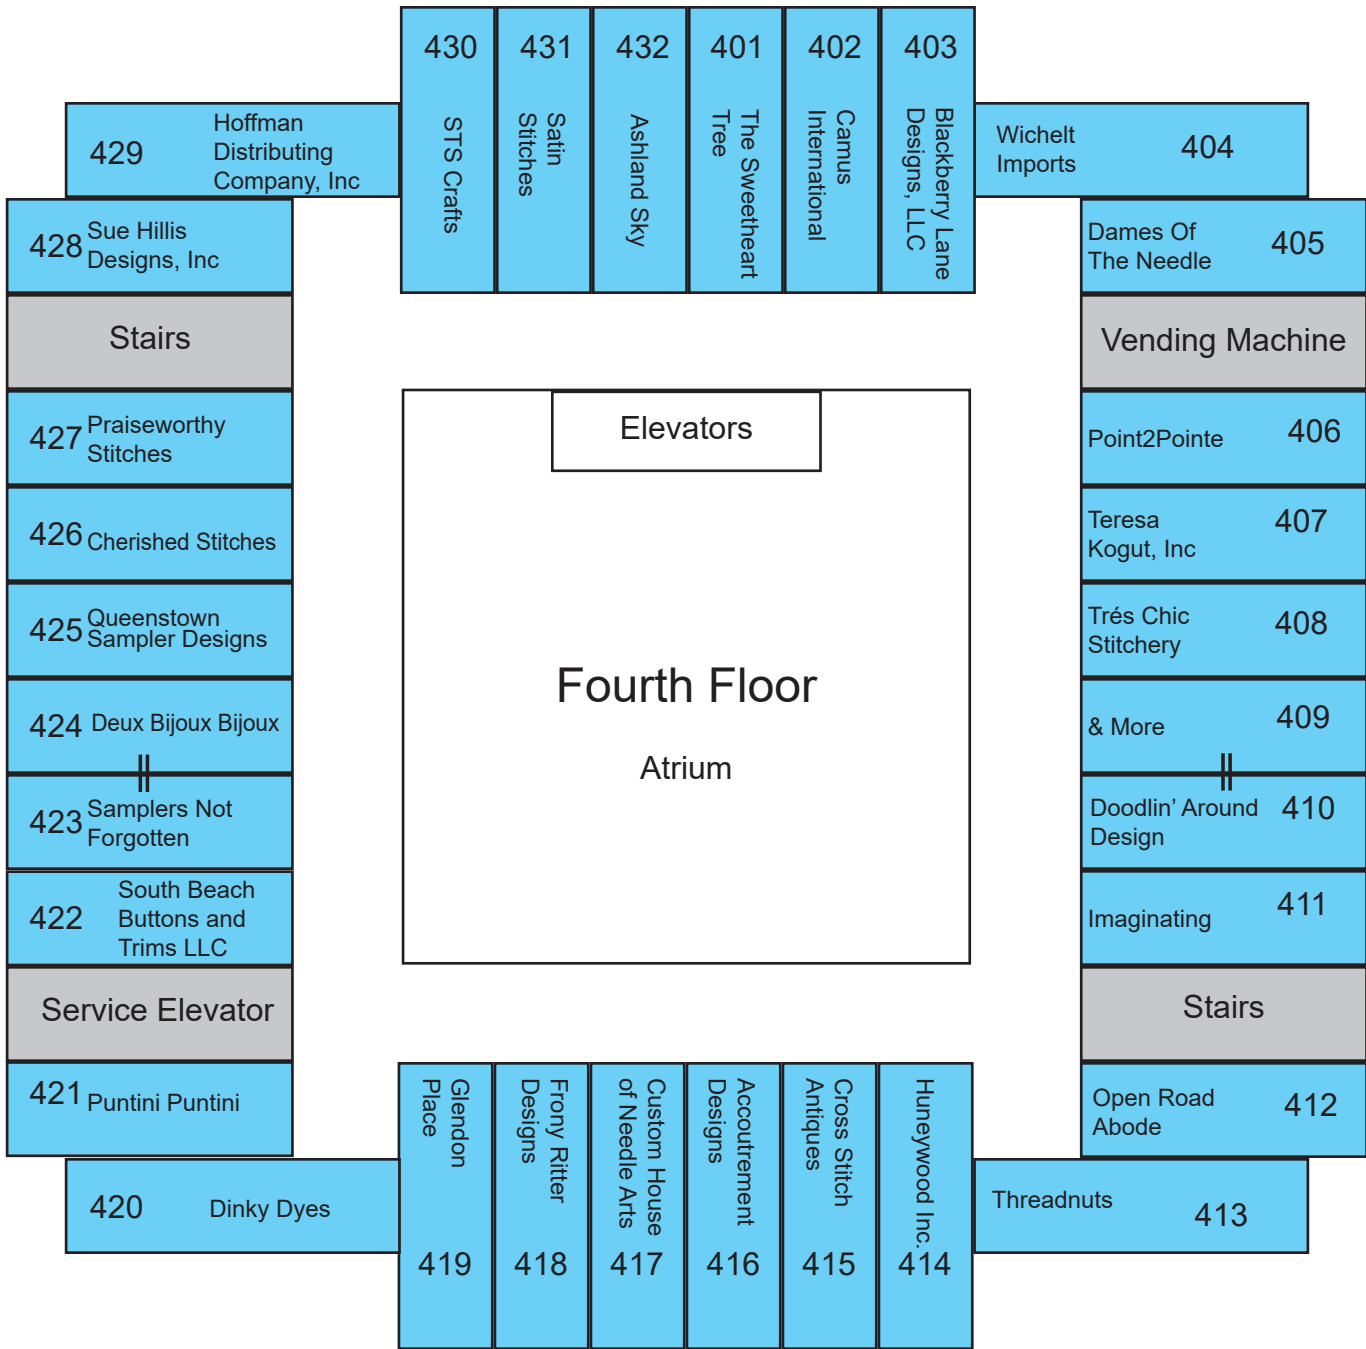 430
STS Crafts
431
Satin
Stitches
432
Ashland Sky
401
The Sweetheart
Tree
402
Camus
International
403
Blackberry Lane
Designs, LLC
429
Hoffman
Distributing
Company, Inc
Wichelt
Imports
404
428
Sue Hillis
Designs, Inc
Dames Of
The Needle
405
Stairs
Vending Machine
427
Praiseworthy
Stitches
Elevators
Point2Pointe
406
426
Cherished Stitches
Teresa
Kogut, Inc
407
425
Queenstown
Sampler Designs
Trés Chic
Stitchery
408
Fourth Floor
Atrium
424
Deux Bijoux Bijoux
& More
409
423
Samplers Not
Forgotten
Doodlin’ Around
Design
410
422
South Beach
Buttons and
Trims LLC
Imaginating
411
Service Elevator
Stairs
421
Puntini Puntini
Open Road
Abode
412
420
Dinky Dyes
Glendon
Place
419
Frony Ritter
Designs
418
Custom House
of Needle Arts
417
Accoutrement
Designs
416
Cross Stitch
Antiques
415
Huneywood Inc.
414
Threadnuts
413